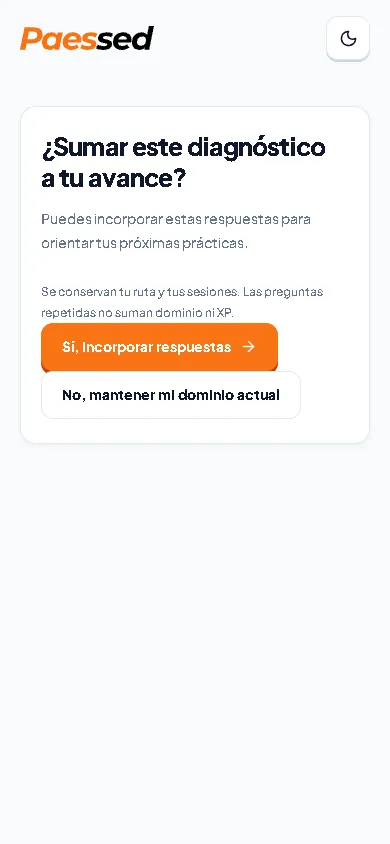 Paessed
¿Sumar este diagnóstico
a tu avance?
Puedes incorporar estas respuestas para
orientar tus próximas prácticas.
Se conservan tu ruta y tus sesiones. Las preguntas
repetidas no suman dominio ni XP.
Sí, incorporar respuestas →
No, mantener mi dominio actual